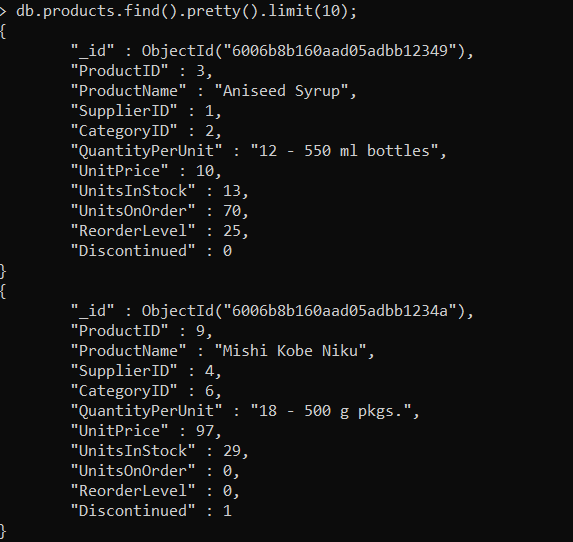 > db.products.find().pretty().limit(10);
{
"_id" : ObjectId("6006b8b160aad05adbb12349"),
"ProductID" : 3,
"ProductName" : "Aniseed Syrup",
"SupplierID" : 1,
"CategoryID" : 2,
"QuantityPerUnit" : "12 - 550 ml bottles",
"UnitPrice" : 10,
"UnitsInStock" : 13,
"UnitsOnOrder" : 70,
"ReorderLevel" : 25,
"Discontinued" : 0
}
{
"_id" : ObjectId("6006b8b160aad05adbb1234a"),
"ProductID" : 9,
"ProductName" : "Mishi Kobe Niku",
"SupplierID" : 4,
"CategoryID" : 6,
"QuantityPerUnit" : "18 - 500 g pkgs.",
"UnitPrice" : 97,
"UnitsInStock" : 29,
"UnitsOnOrder" : 0,
"ReorderLevel" : 0,
"Discontinued" : 1
}